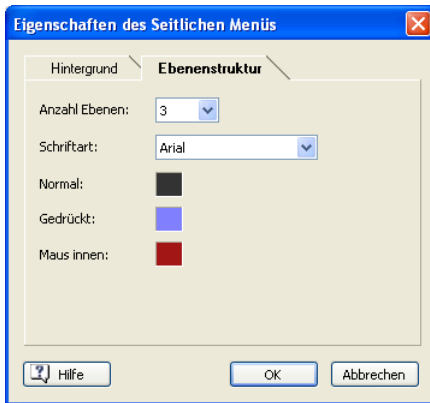 Eigenschaften des Seitlichen Menüs
Hintergrund Ebenenstruktur
Anzahl Ebenen: 3
Schriftart: Arial
Normal:
Gedrückt:
Maus innen:
Hilfe OK Abbrechen